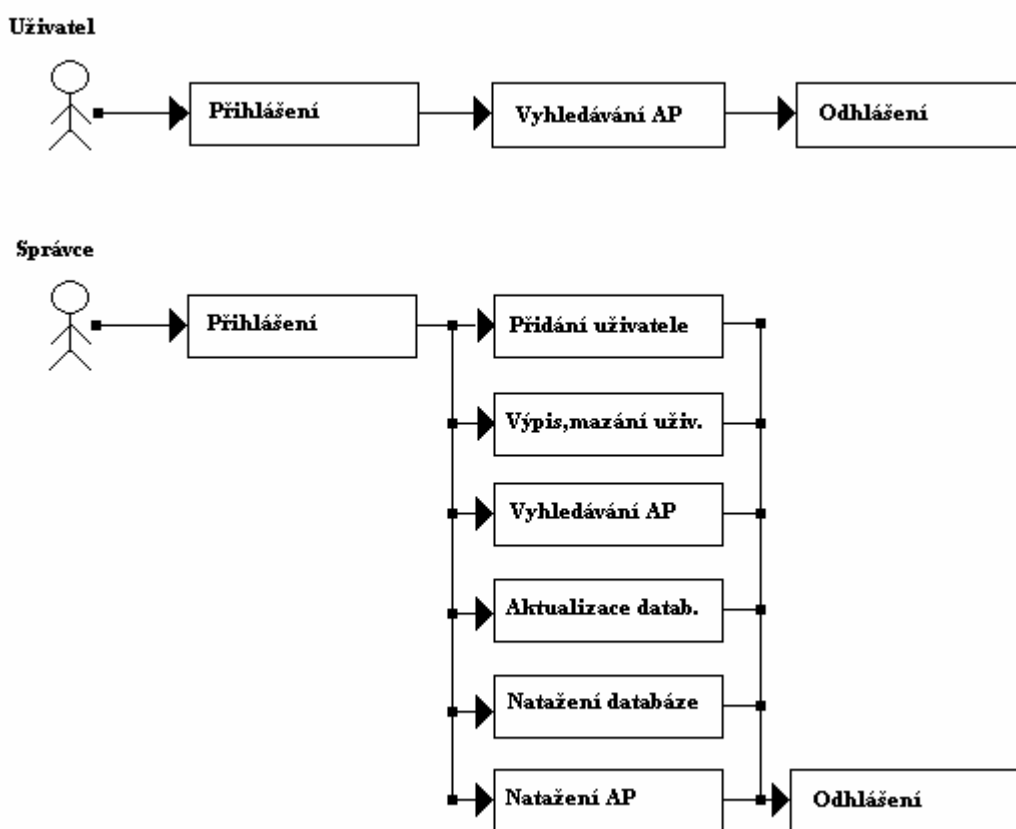 Uživatel
Přihlášení
Vyhledávání AP
Odhlášení
Správce
Přihlášení
Přidání uživatele
Výpis,mazání uživ.
Vyhledávání AP
Aktualizace datab.
Natažení databáze
Natažení AP
Odhlášení